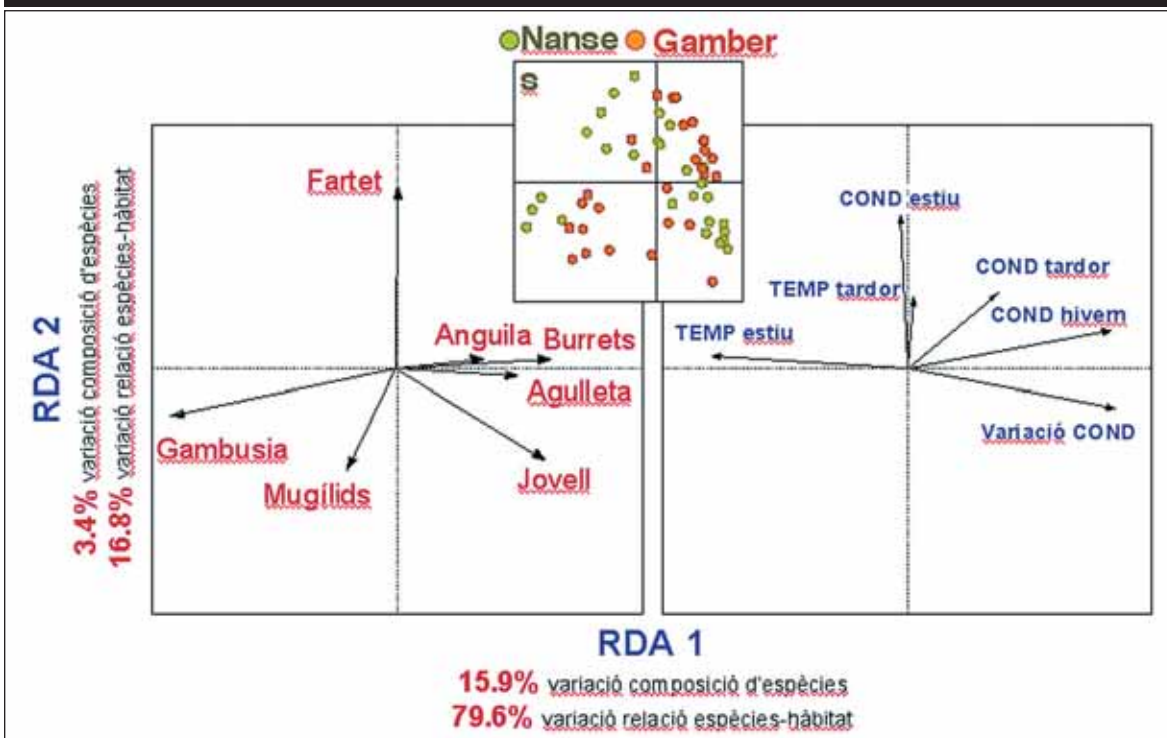 Nanse Gamber
S
Fartet
Anguila Burrets
Agulleta
Gambusia
Mugílids
Jovell
RDA 2
3.4% variació composició d'espècies
16.8% variació relació espècies-hàbitat
COND estiu
COND tardor
TEMP tardor
COND hivern
TEMP estiu
Variació COND
RDA 1
15.9% variació composició d'espècies
79.6% variació relació espècies-hàbitat